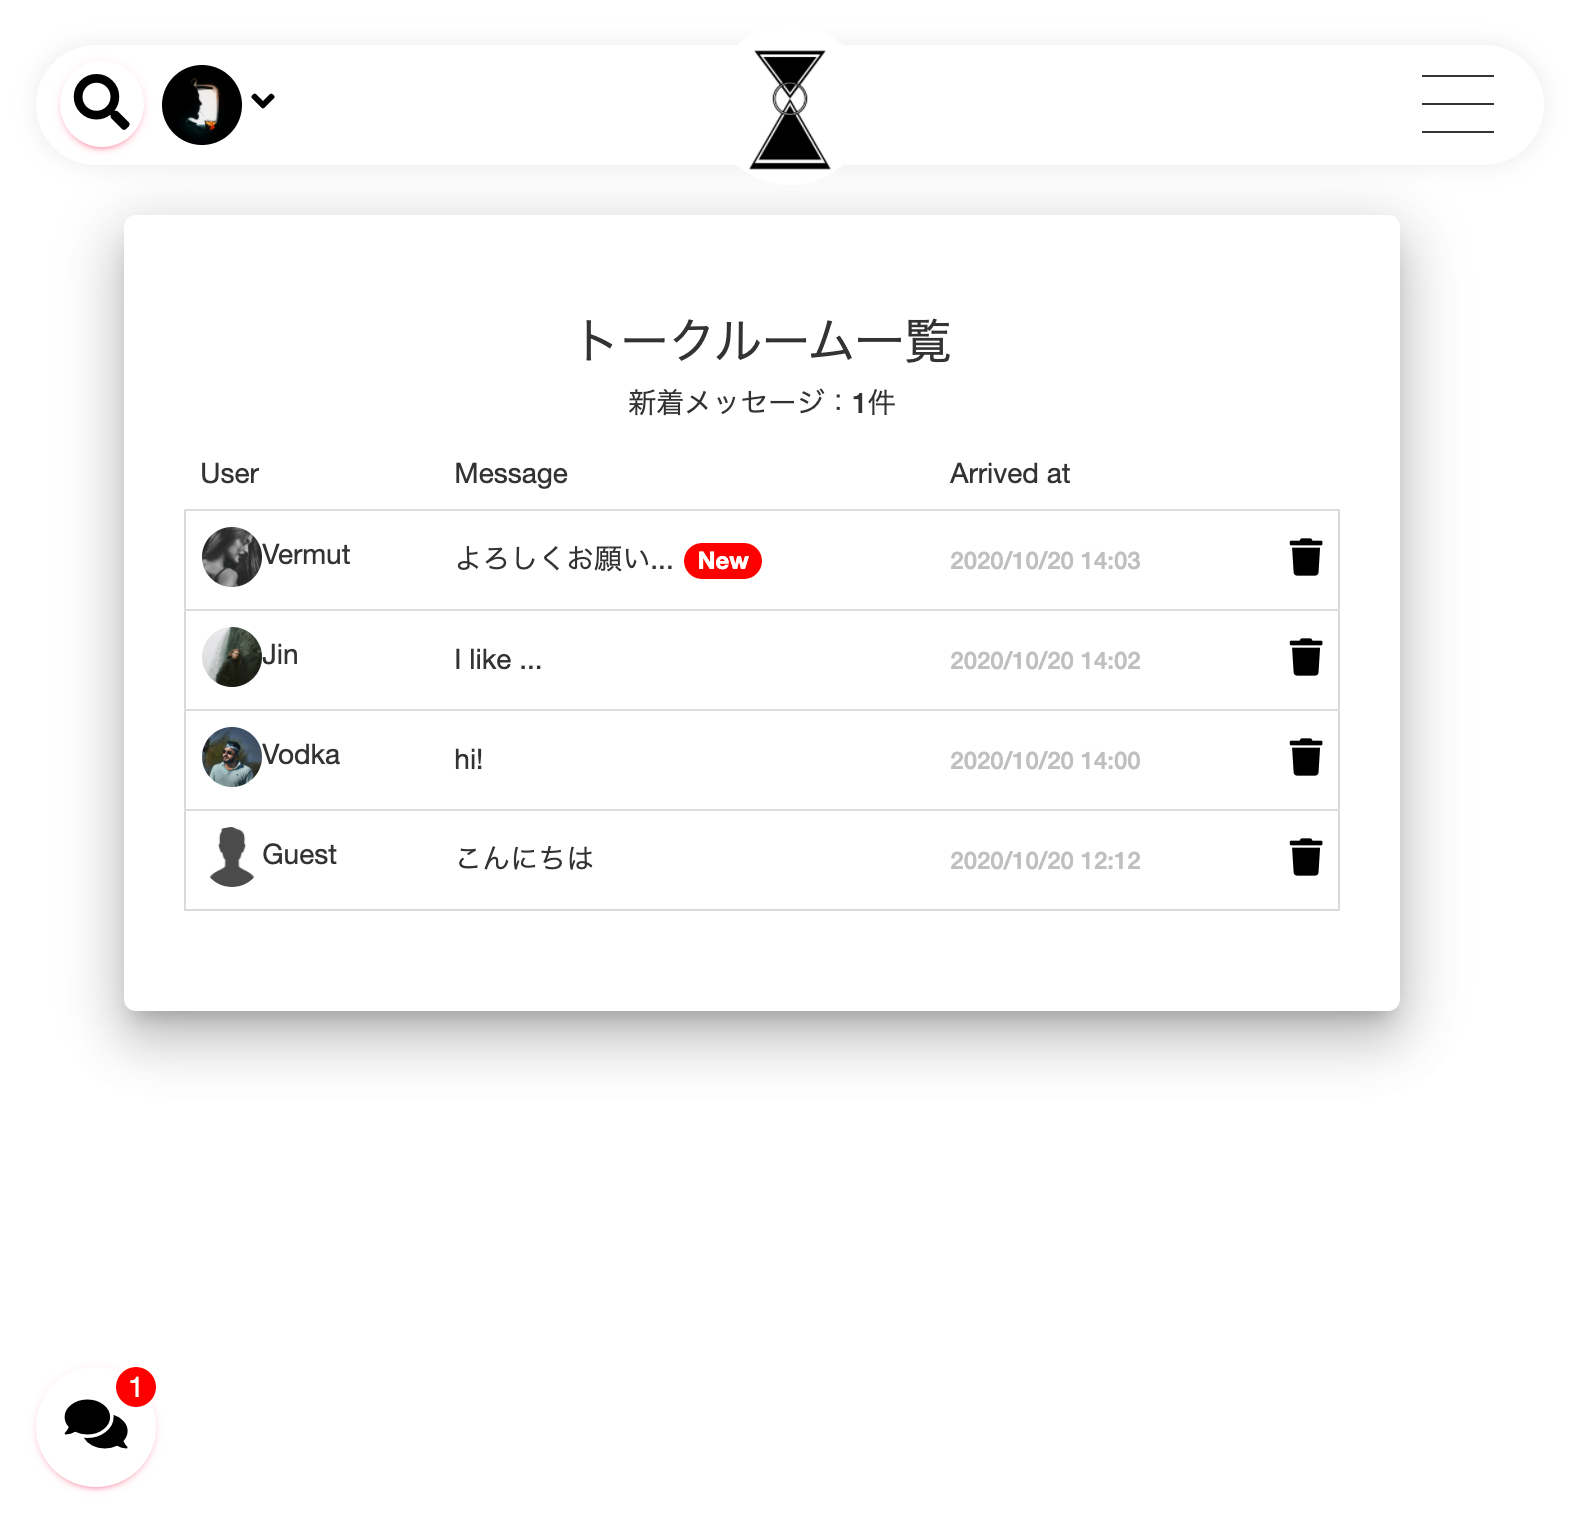 トークルーム一覧
新着メッセージ：1件
User Message Arrived at
Vermut よろしくお願い... New 2020/10/20 14:03
Jin I like ... 2020/10/20 14:02
Vodka hi! 2020/10/20 14:00
Guest こんにちは 2020/10/20 12:12
1